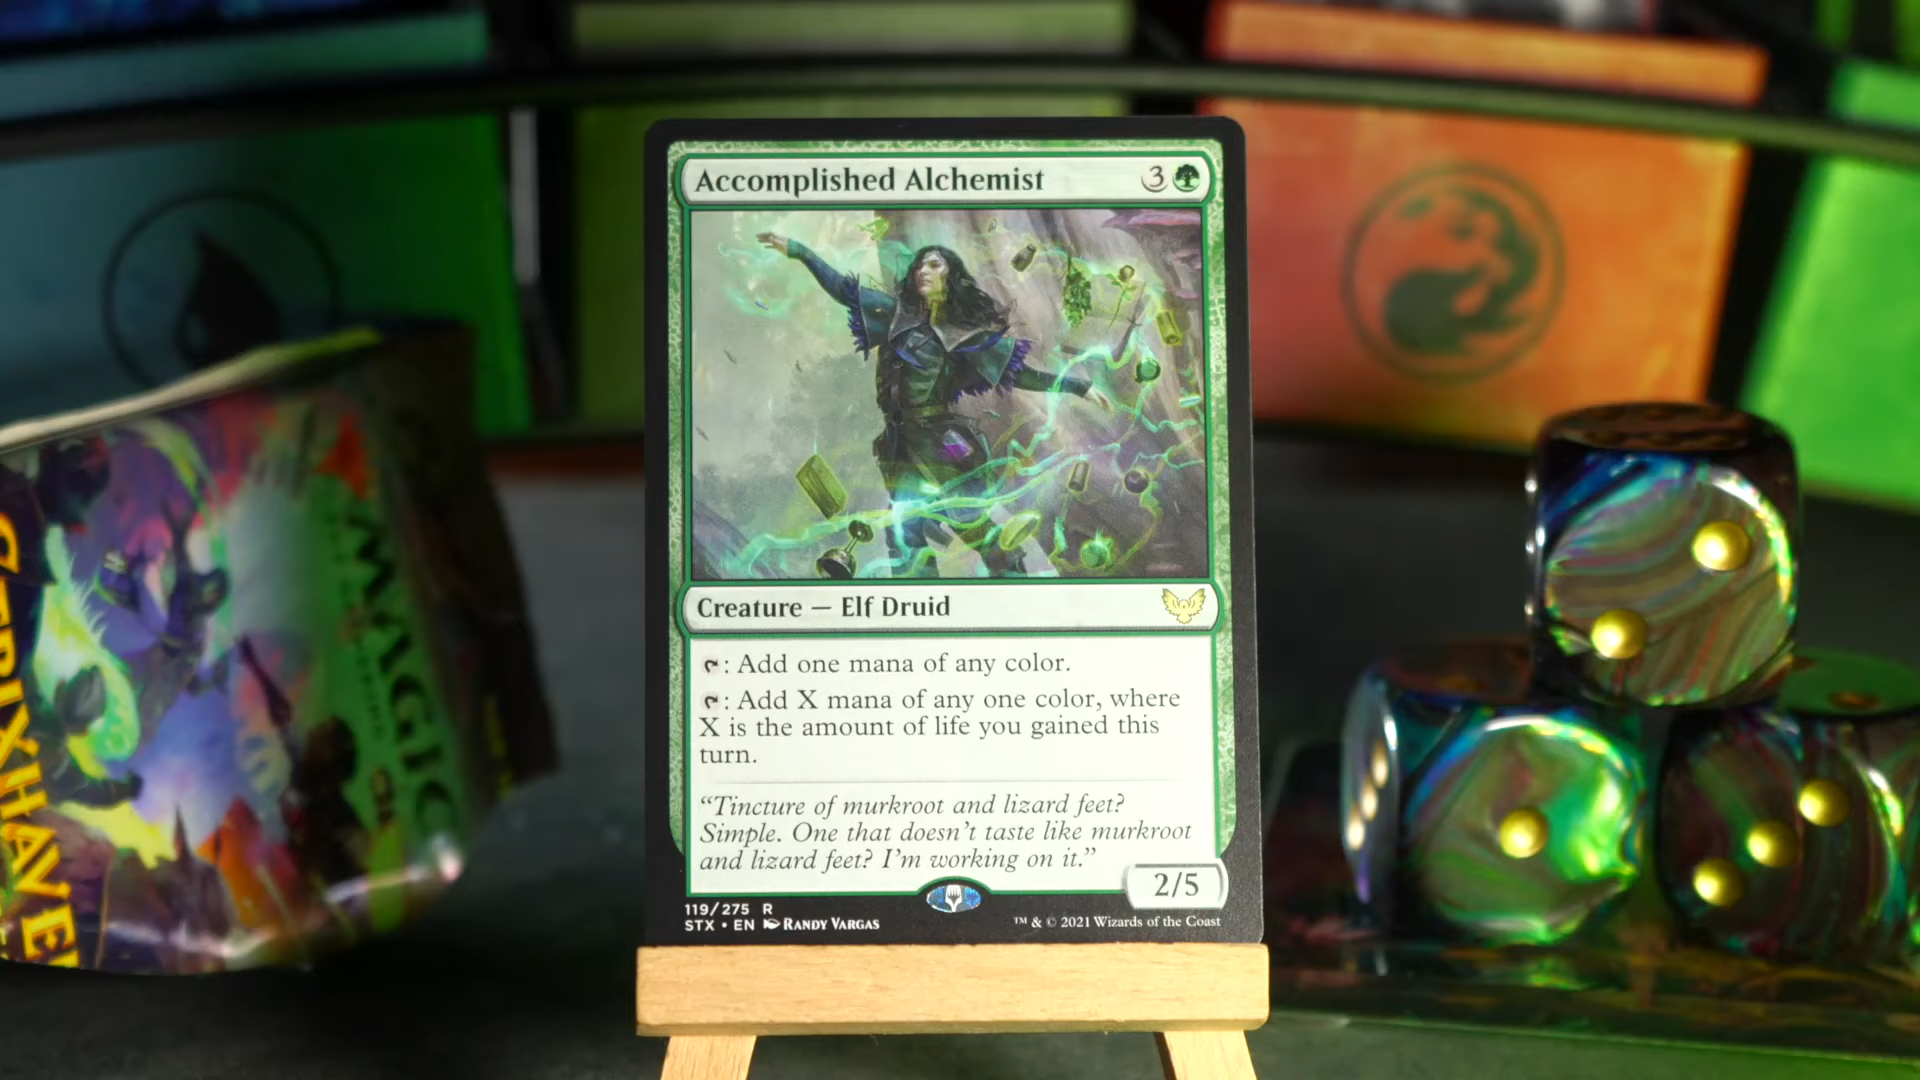 Accomplished Alchemist 3
Creature — Elf Druid
: Add one mana of any color.
: Add X mana of any one color, where
X is the amount of life you gained this
turn.
“Tincture of murkroot and lizard feet?
Simple. One that doesn’t taste like murkroot
and lizard feet? I’m working on it.”
2/5
119/275 R
STX • EN RANDY VARGAS
™ & © 2021 Wizards of the Coast
STRIXHAVEN
MAGIC